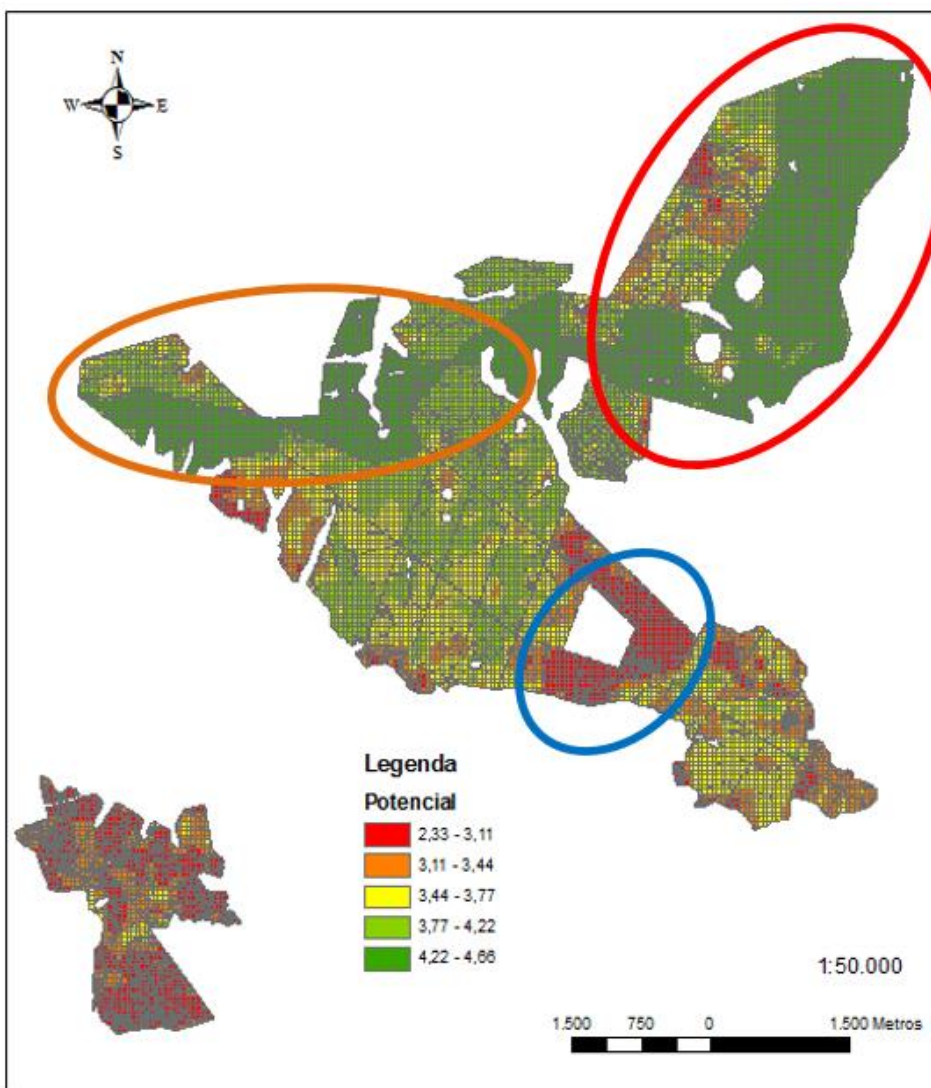 N
W E
S
Legenda
Potencial
2,33 - 3,11
3,11 - 3,44
3,44 - 3,77
3,77 - 4,22
4,22 - 4,66
1:50.000
1.500 750 0 1.500 Metros